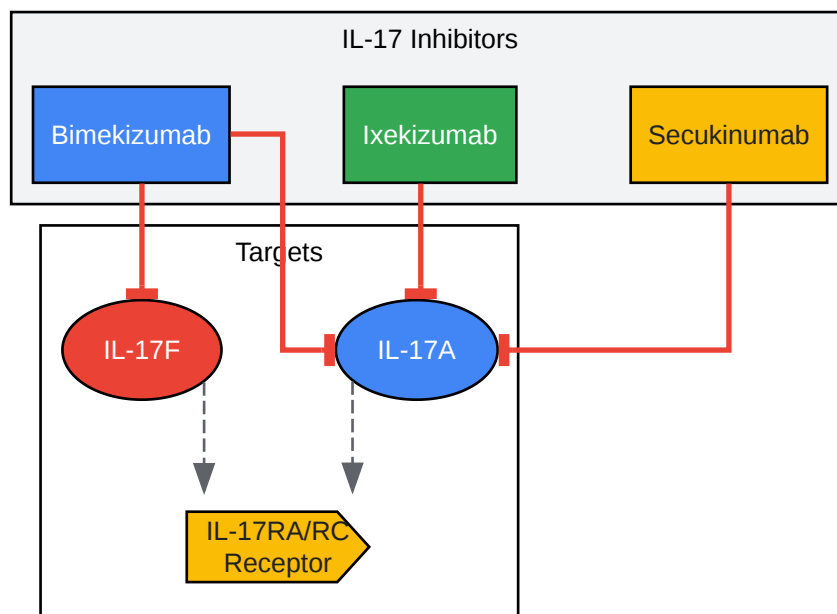 IL-17 Inhibitors
Bimekizumab
Ixekizumab
Secukinumab
Targets
IL-17F
IL-17A
IL-17RA/RC
Receptor